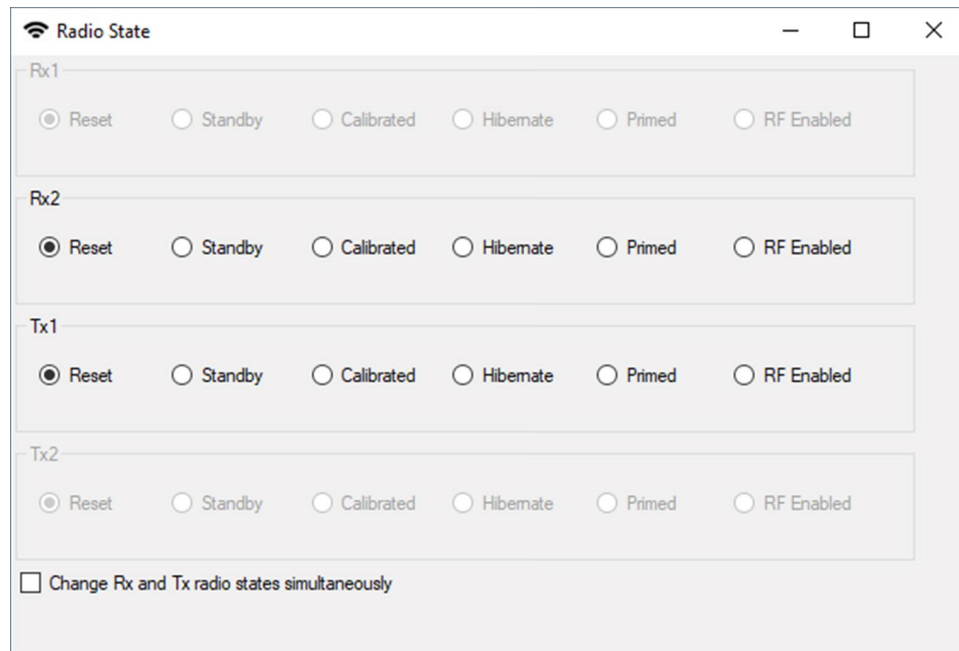 Radio State
Rx1
Reset Standby Calibrated Hibernate Primed RF Enabled
Rx2
Reset Standby Calibrated Hibernate Primed RF Enabled
Tx1
Reset Standby Calibrated Hibernate Primed RF Enabled
Tx2
Reset Standby Calibrated Hibernate Primed RF Enabled
Change Rx and Tx radio states simultaneously